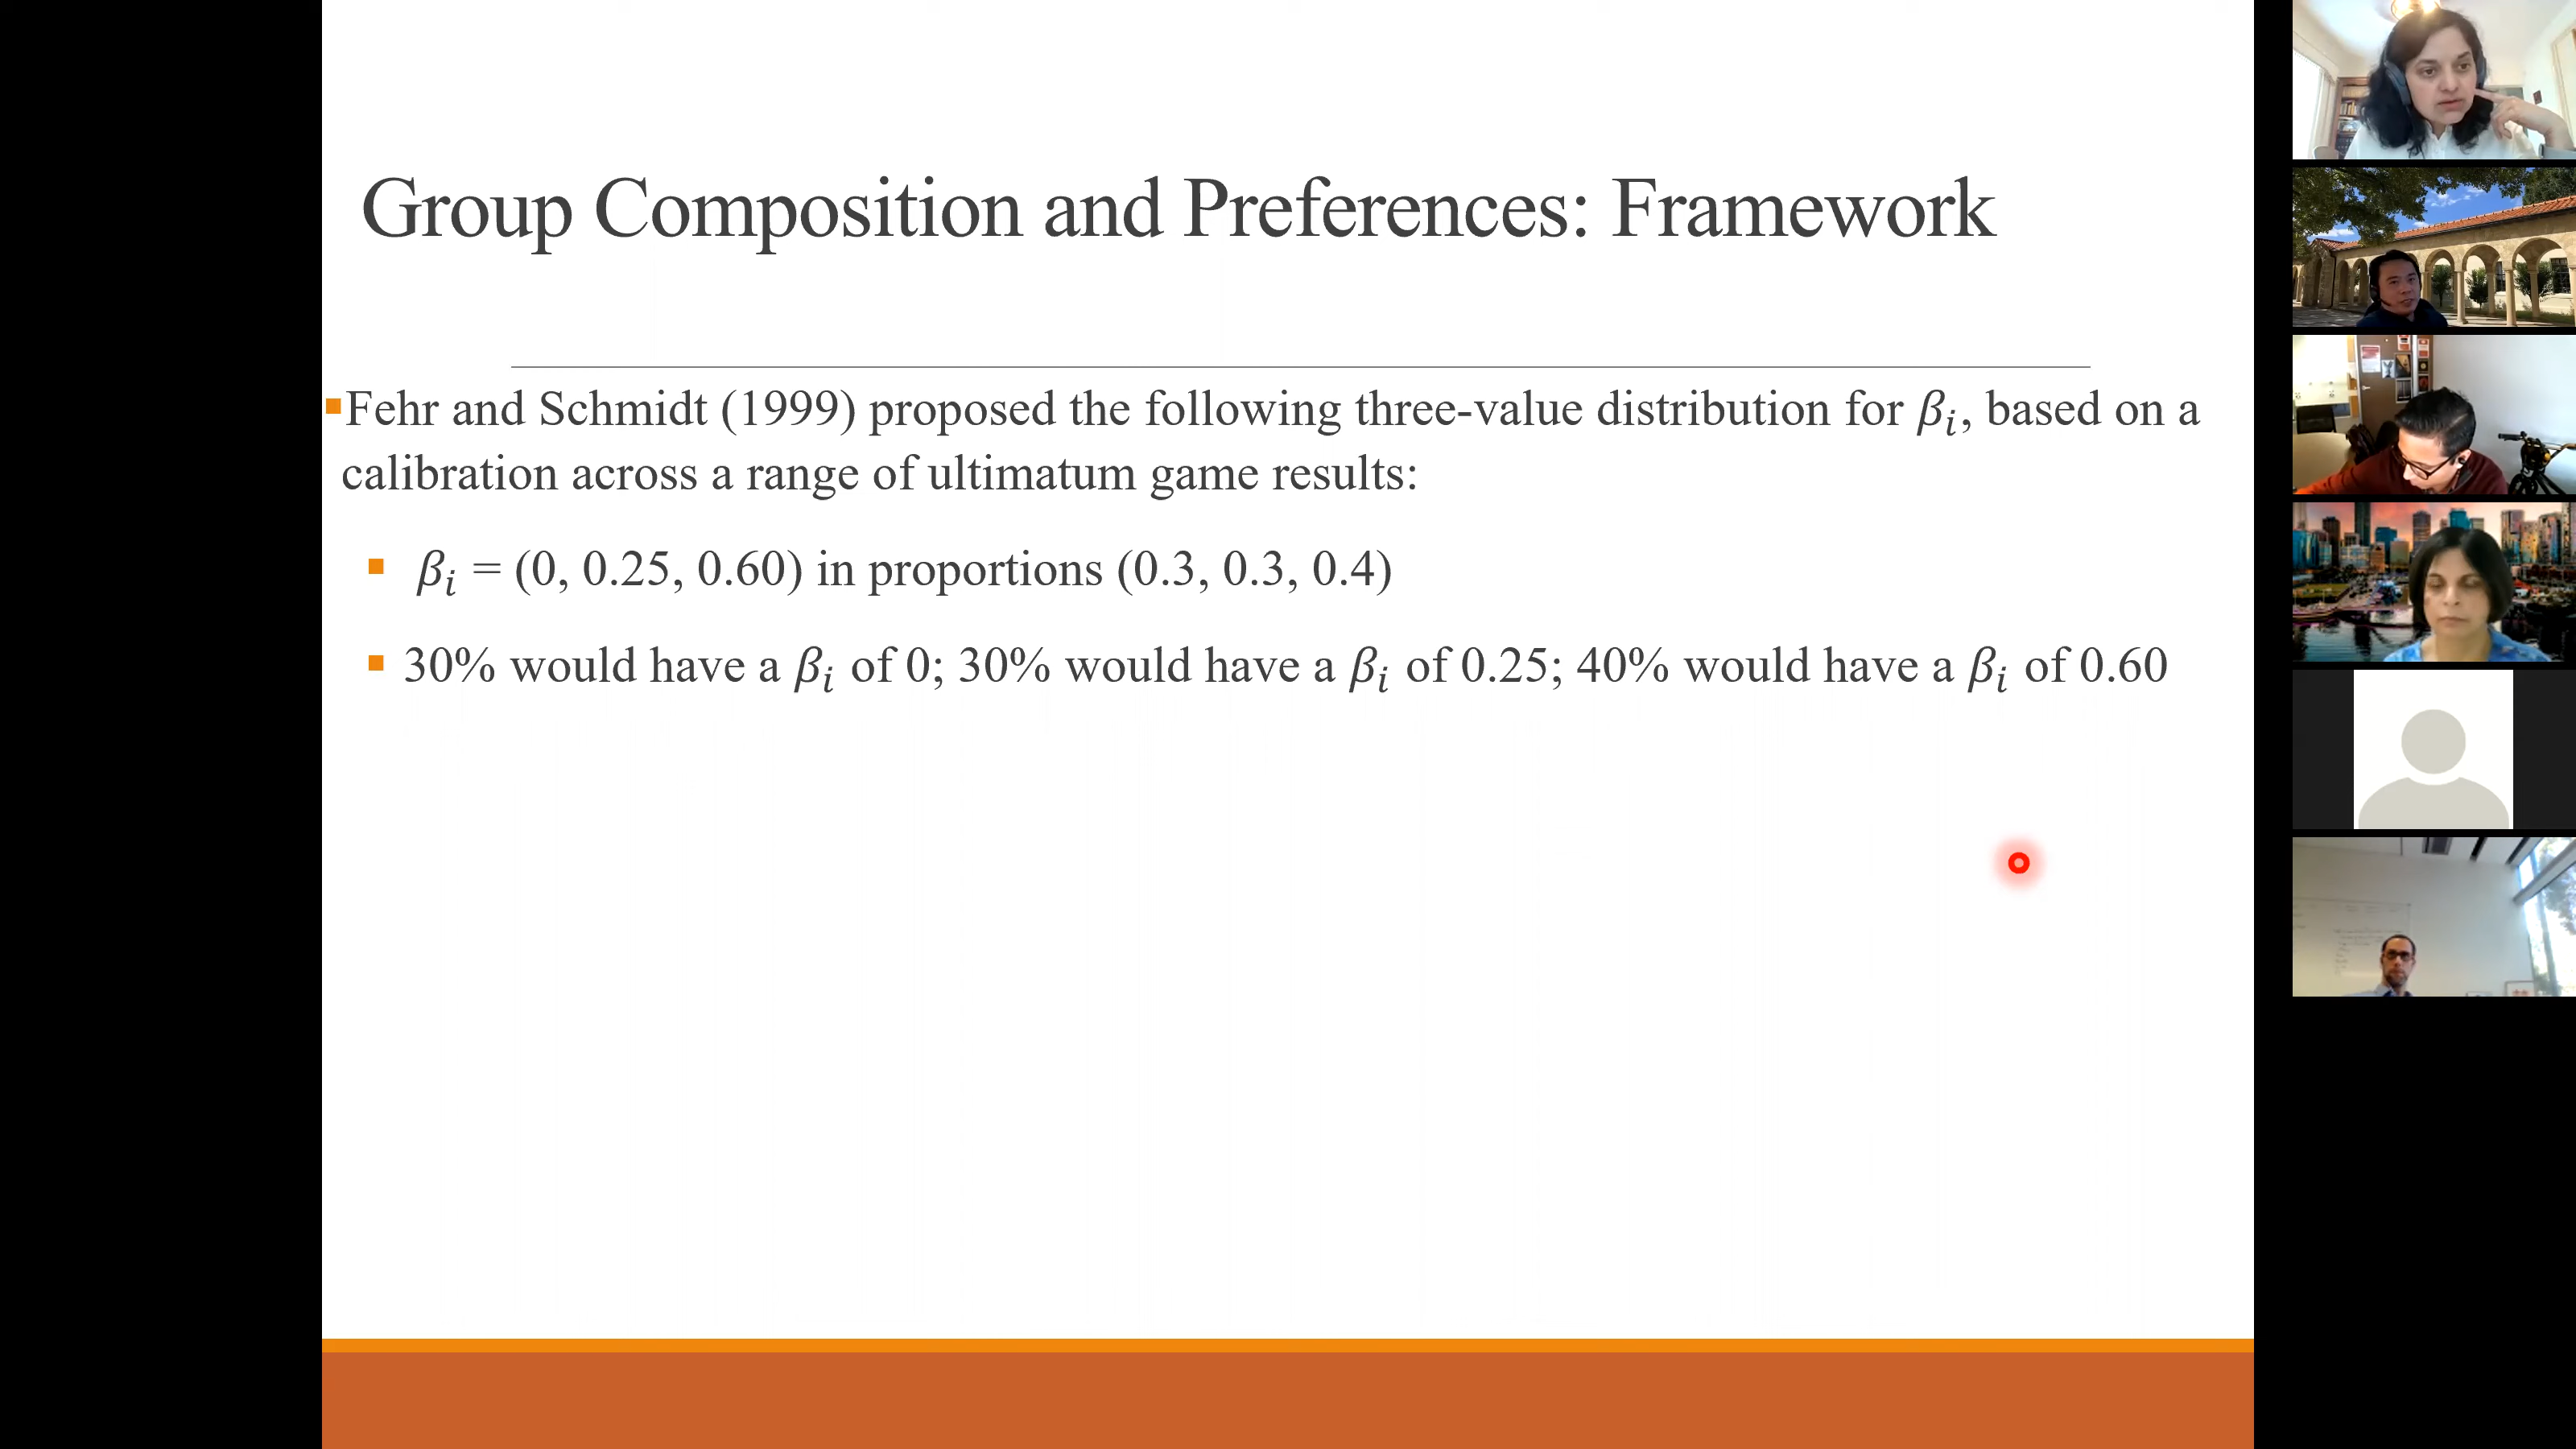 Group Composition and Preferences: Framework
Fehr and Schmidt (1999) proposed the following three-value distribution for βᵢ, based on a
calibration across a range of ultimatum game results:
βᵢ = (0, 0.25, 0.60) in proportions (0.3, 0.3, 0.4)
30% would have a βᵢ of 0; 30% would have a βᵢ of 0.25; 40% would have a βᵢ of 0.60